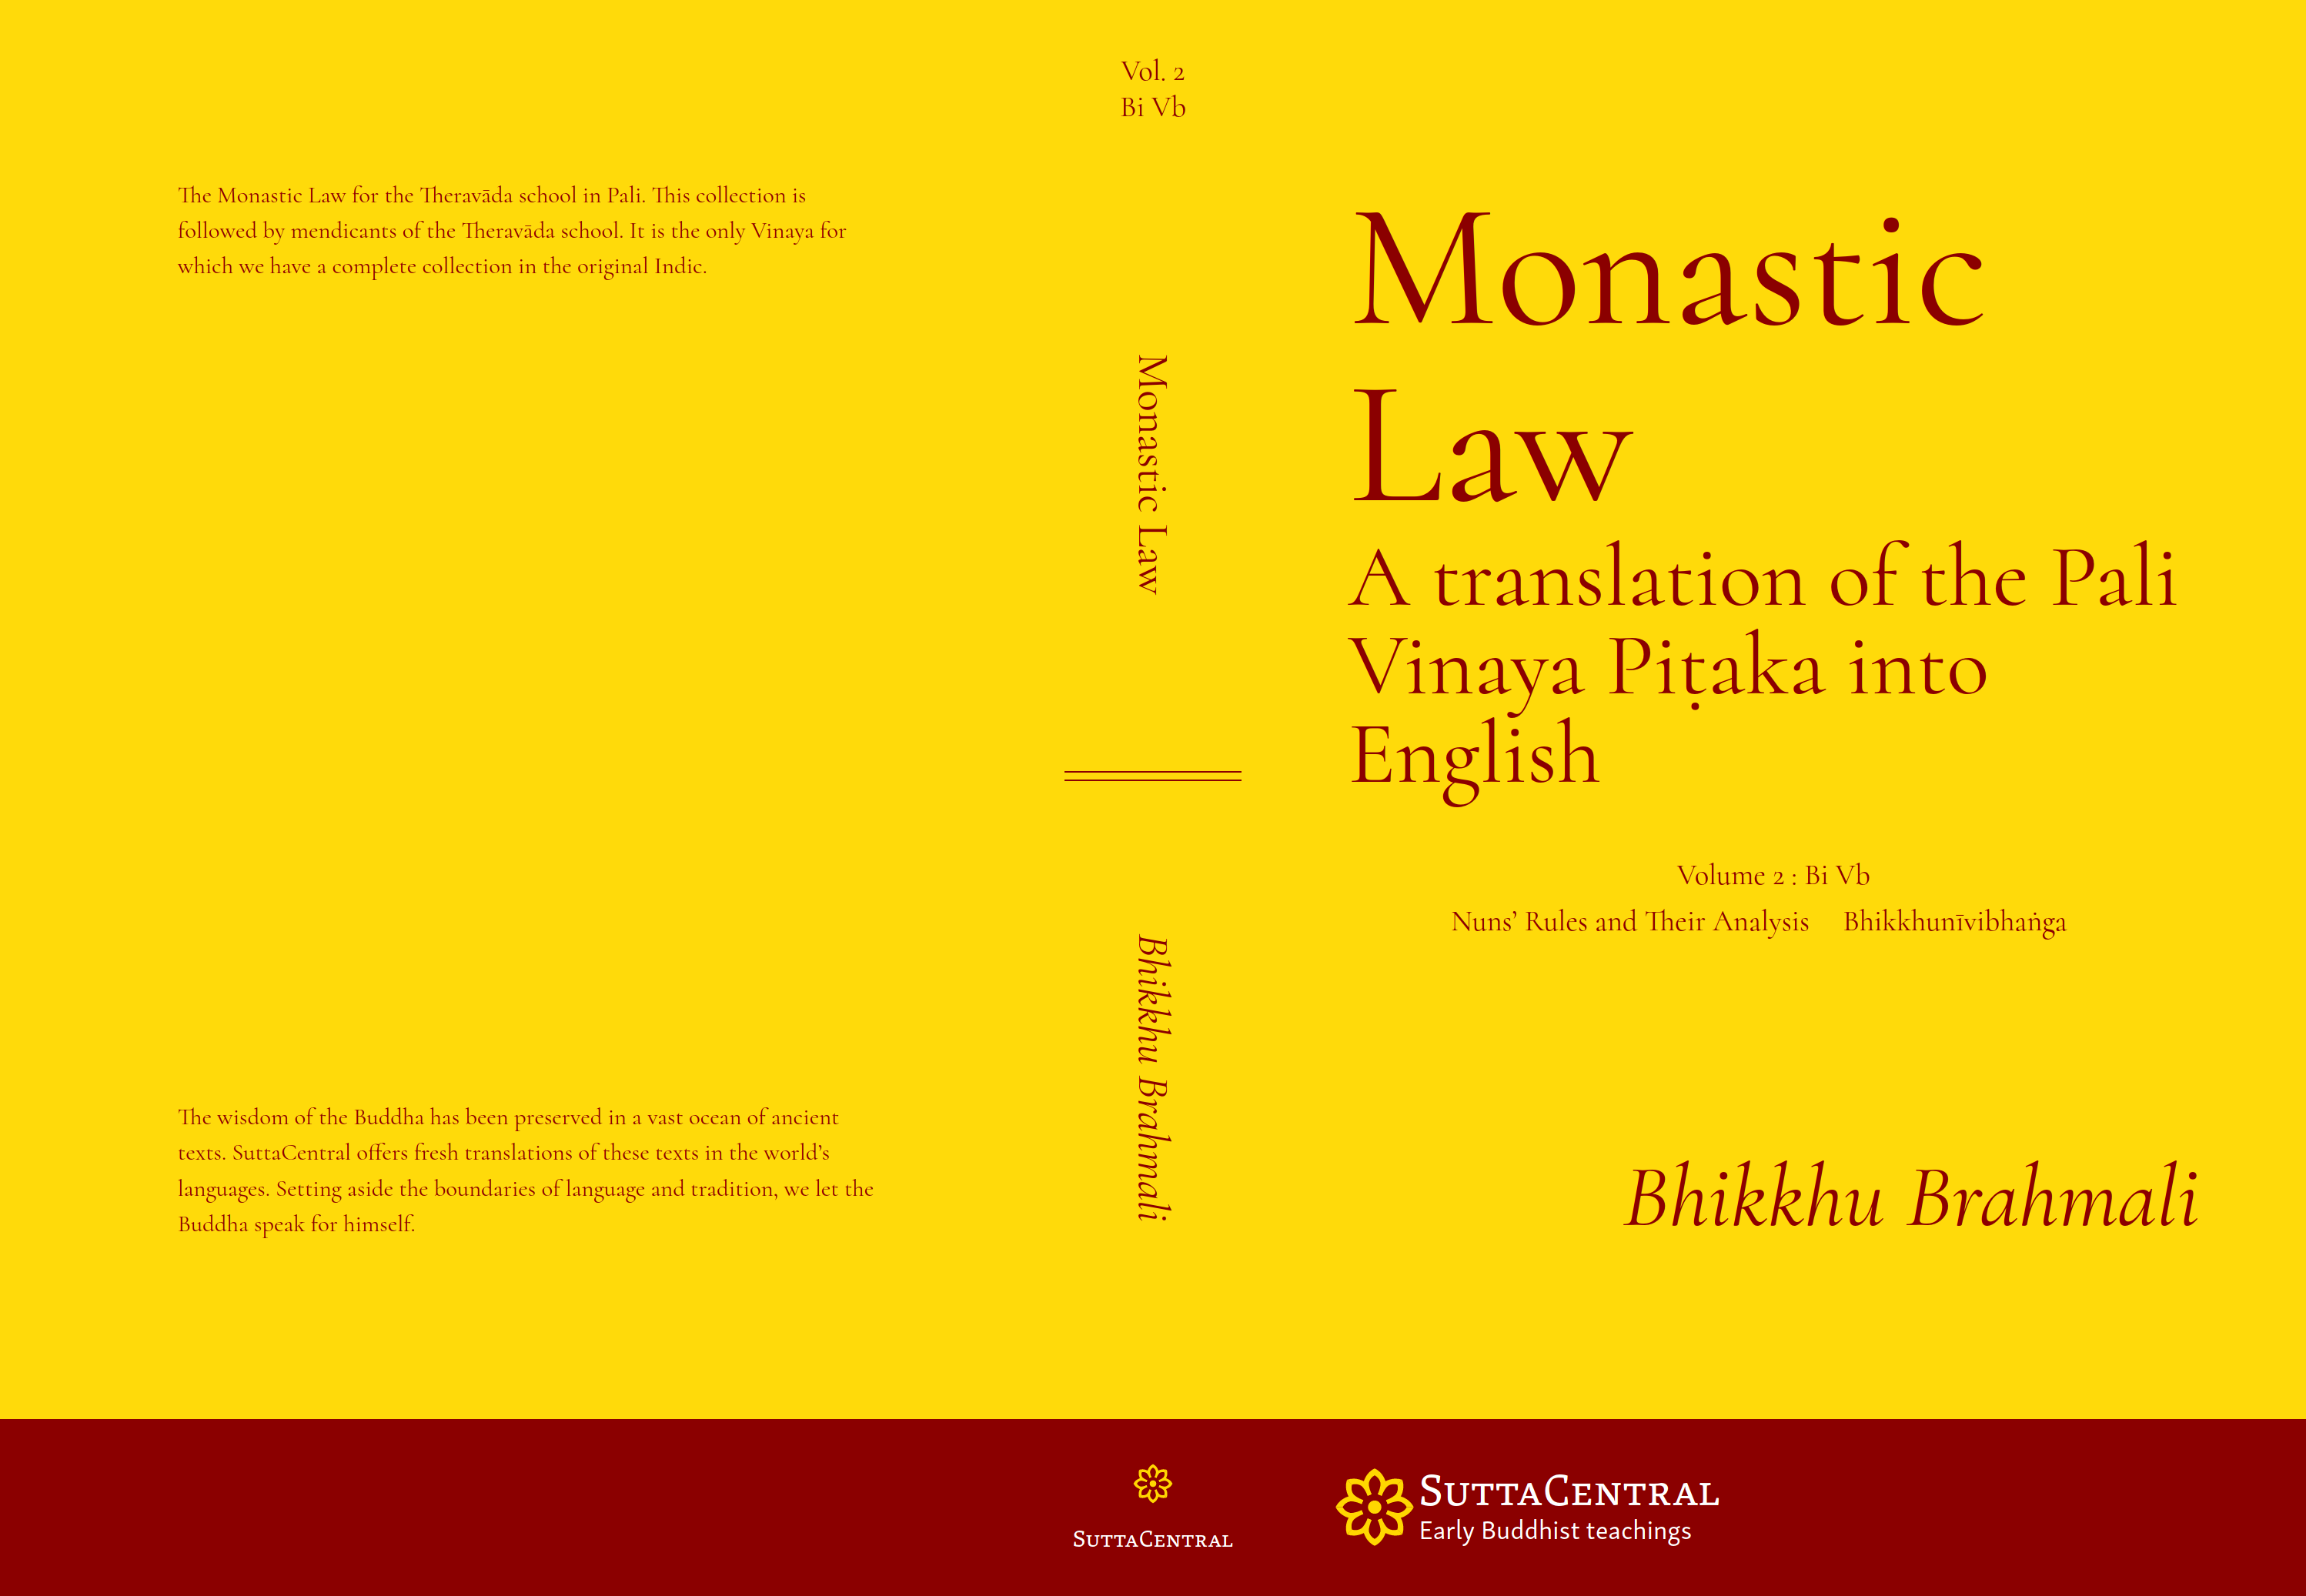 The Monastic Law for the Theravāda school in Pali. This collection is
followed by mendicants of the Theravāda school. It is the only Vinaya for
which we have a complete collection in the original Indic.
The wisdom of the Buddha has been preserved in a vast ocean of ancient
texts. SuttaCentral offers fresh translations of these texts in the world’s
languages. Setting aside the boundaries of language and tradition, we let the
Buddha speak for himself.
Vol. 2
Bi Vb
Monastic Law
Bhikkhu Brahmali
SuttaCentral
Monastic
Law
A translation of the Pali
Vinaya Piṭaka into
English
Volume 2 : Bi Vb
Nuns’ Rules and Their Analysis Bhikkhunīvibhaṅga
Bhikkhu Brahmali
SuttaCentral
Early Buddhist teachings